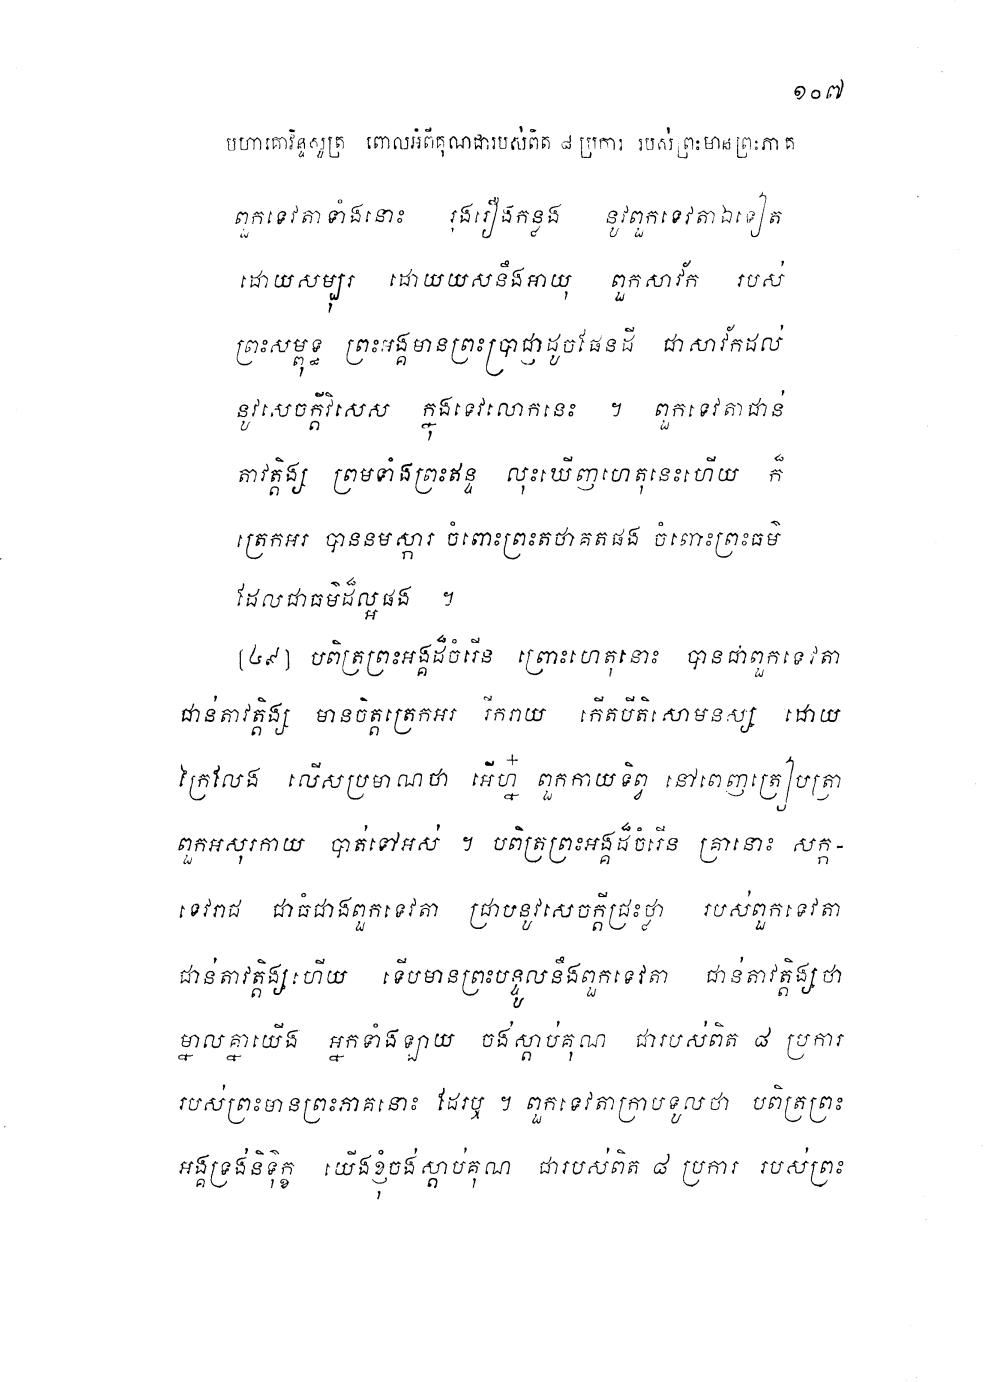 ១០៧
មហាគោវិន្ទសូត្រ ពោលអំពីគុណជារបស់ពិត ៨ ប្រការ របស់ព្រះមានព្រះភាគ
ពួកទេវតាទាំងនោះ រុងរឿងកន្លង នូវពួកទេវតាឯទៀត
ដោយសម្បុរ ដោយយសនឹងអាយុ ពួកសាវ័ក របស់
ព្រះសម្ពុទ្ធ ព្រះអង្គមានព្រះប្រាជ្ញាដូចផែនដី ជាសាវ័កដល់
នូវសេចក្តីវិសេស ក្នុងទេវលោកនេះ ។ ពួកទេវតាជាន់
តាវត្តិង្ស ព្រមទាំងព្រះឥន្ទ លុះឃើញហេតុនេះហើយ ក៏
ត្រេកអរ បាននមស្ការ ចំពោះព្រះតថាគតផង ចំពោះព្រះធម៌
ដែលជាធម៌ដ៏ល្អផង ។
[៤៩] បពិត្រព្រះអង្គដ៏ចំរើន ព្រោះហេតុនោះ បានជាពួកទេវតា
ជាន់តាវត្តិង្ស មានចិត្តត្រេកអរ រីករាយ កើតបីតិសោមនស្ស ដោយ
ក្រៃលែង លើសប្រមាណថា អើហ្ន៎ ពួកកាយទិព្វ នៅពេញត្រៀបត្រា
ពួកអសុរកាយ បាត់ទៅអស់ ។ បពិត្រព្រះអង្គដ៏ចំរើន គ្រានោះ សក្ក-
ទេវរាជ ជាធំជាងពួកទេវតា ជ្រាបនូវសេចក្តីជ្រះថ្លា របស់ពួកទេវតា
ជាន់តាវត្តិង្សហើយ ទើបមានព្រះបន្ទូលនឹងពួកទេវតា ជាន់តាវត្តិង្សថា
ម្នាលគ្នាយើង អ្នកទាំងឡាយ ចង់ស្តាប់គុណ ជារបស់ពិត ៨ ប្រការ
របស់ព្រះមានព្រះភាគនោះ ដែរឬ ។ ពួកទេវតាក្រាបទូលថា បពិត្រព្រះ
អង្គទ្រង់និទ៌ុក្ខ យើងខ្ញុំចង់ស្តាប់គុណ ជារបស់ពិត ៨ ប្រការ របស់ព្រះ